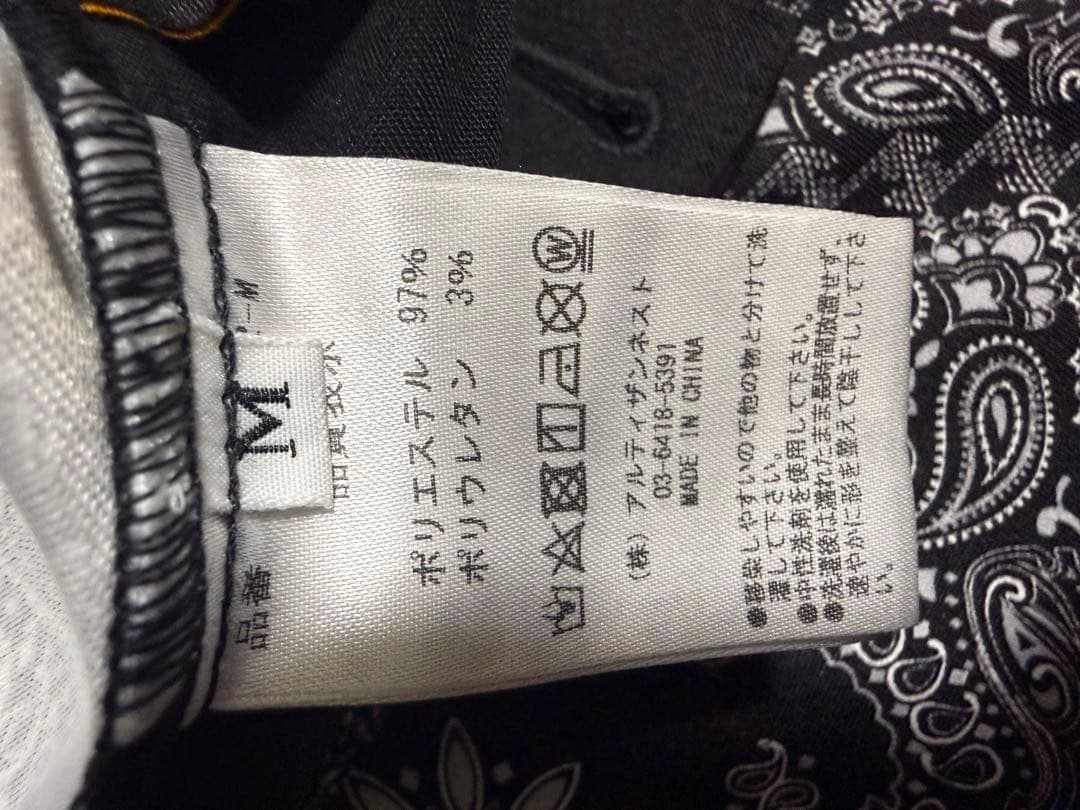 M
品番
ポリエステル 97%
ポリウレタン 3%
(株) アルティザンネスト
03-6418-5391
MADE IN CHINA
●移染しやすいので他の物と分けて洗
濯して下さい。
●中性洗剤を使用して下さい。
●洗濯後は濡れたまま長時間放置せず、
速やかに形を整えて陰干しして下さ
い。